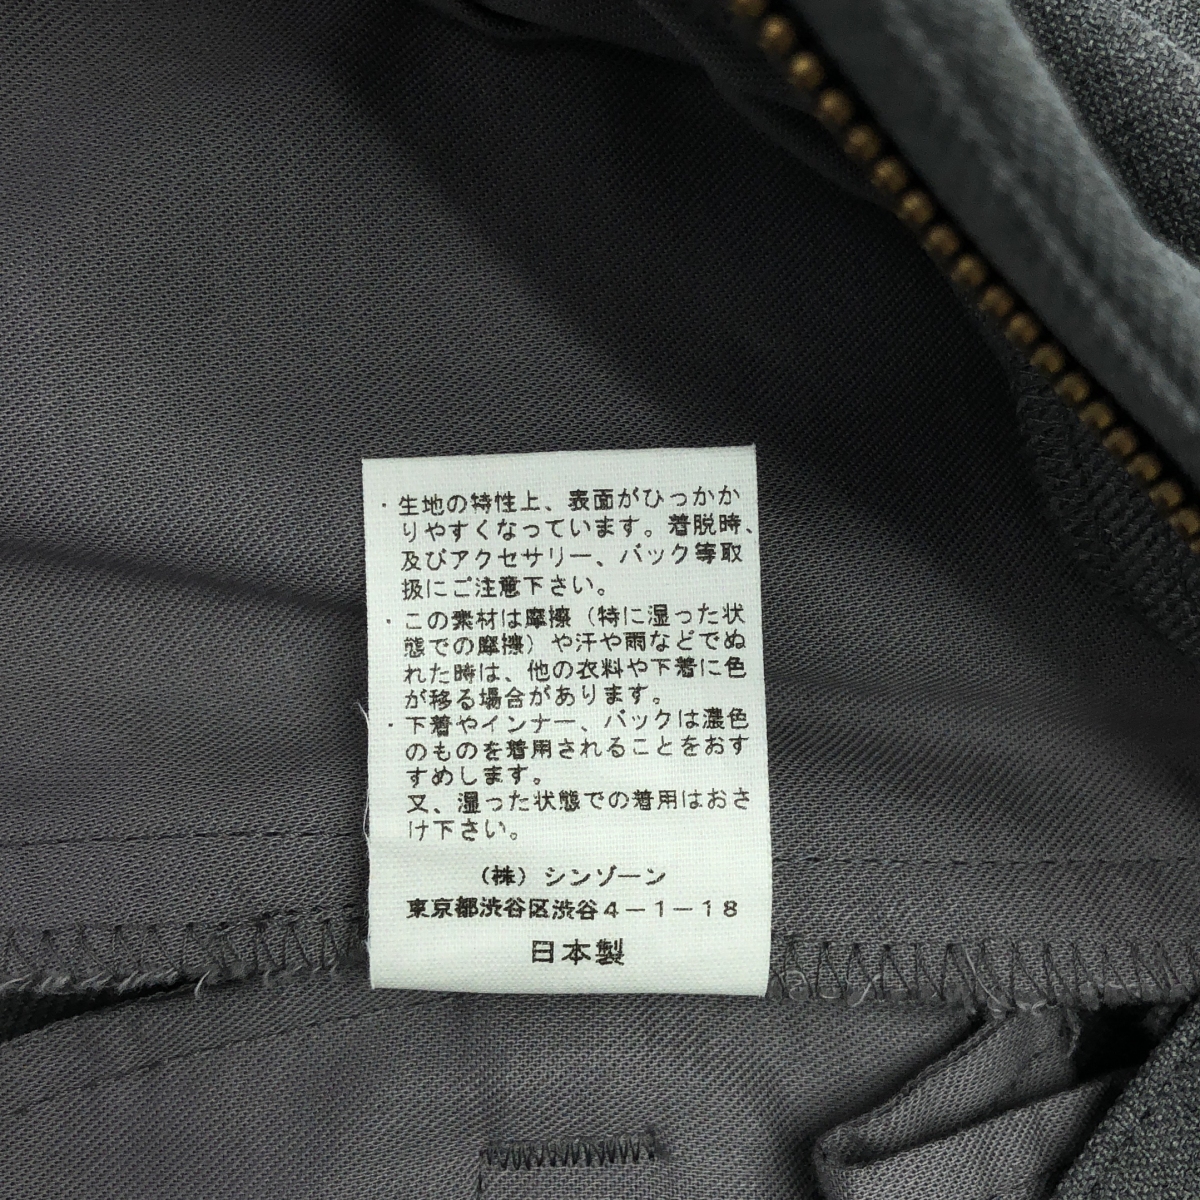 ・生地の特性上、表面がひっかか
りやすくなっています。着脱時、
及びアクセサリー、バック等取
扱にご注意下さい。
・この素材は摩擦（特に湿った状
態での摩擦）や汗や雨などでぬ
れた時は、他の衣料や下着に色
が移る場合があります。
・下着やインナー、バックは濃色
のものを着用されることをおす
すめします。
又、湿った状態での着用はおさ
け下さい。
（株）シンゾーン
東京都渋谷区渋谷４－１－１８
日本製